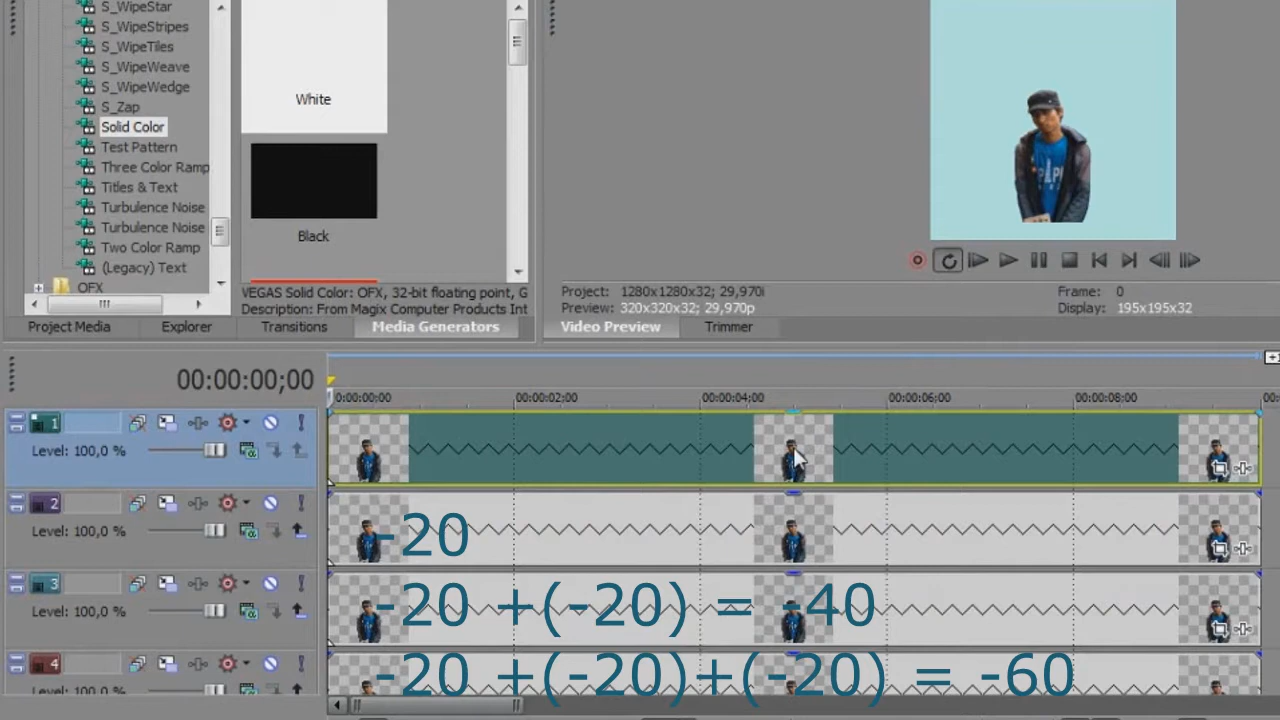 S_WipeStar
S_WipeStripes
S_WipeTiles
S_WipeWeave
S_WipeWedge
S_Zap
Solid Color
Test Pattern
Three Color Ramp
Titles & Text
Turbulence Noise
Turbulence Noise
Two Color Ramp
(Legacy) Text
OFX
White
Black
VEGAS Solid Color: OFX, 32-bit floating point, G
Description: From Magix Computer Products Int
Project Media
Explorer
Transitions
Media Generators
Project: 1280x1280x32; 29,970i
Preview: 320x320x32; 29,970p
Frame: 0
Display: 195x195x32
Video Preview
Trimmer
00:00:00;00
0:00:00;00
00:00:02;00
00:00:04;00
00:00:06;00
00:00:08;00
1
Level: 100,0 %
2
Level: 100,0 %
3
Level: 100,0 %
4
Level: 100,0 %
-20
-20 +(-20) = -40
-20 +(-20)+(-20) = -60